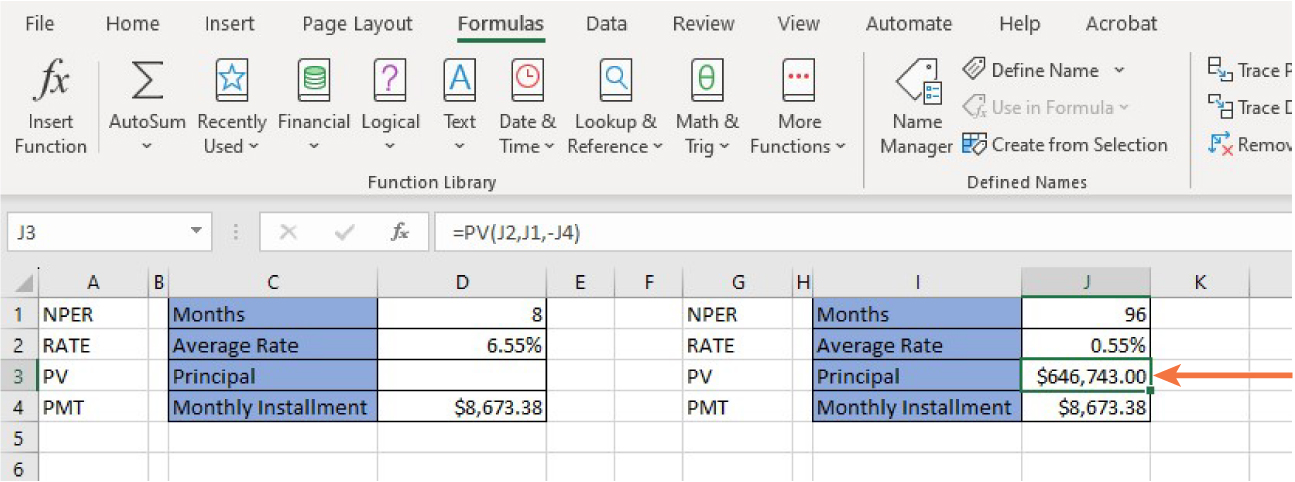 File Home Insert Page Layout Formulas Data Review View Automate Help Acrobat
fx Σ ? A θ
Insert Function
AutoSum
Recently Used
Financial
Logical
Text
Date & Time
Lookup & Reference
Math & Trig
More Functions
Function Library
Name Manager
Define Name
Use in Formula
Create from Selection
Defined Names
Trace P
Trace D
Remov
J3 fx =PV(J2,J1,-J4)
A B C D E F G H I J K
1 NPER Months 8 NPER Months 96
2 RATE Average Rate 6.55% RATE Average Rate 0.55%
3 PV Principal PV Principal $646,743.00
4 PMT Monthly Installment $8,673.38 PMT Monthly Installment $8,673.38
5
6